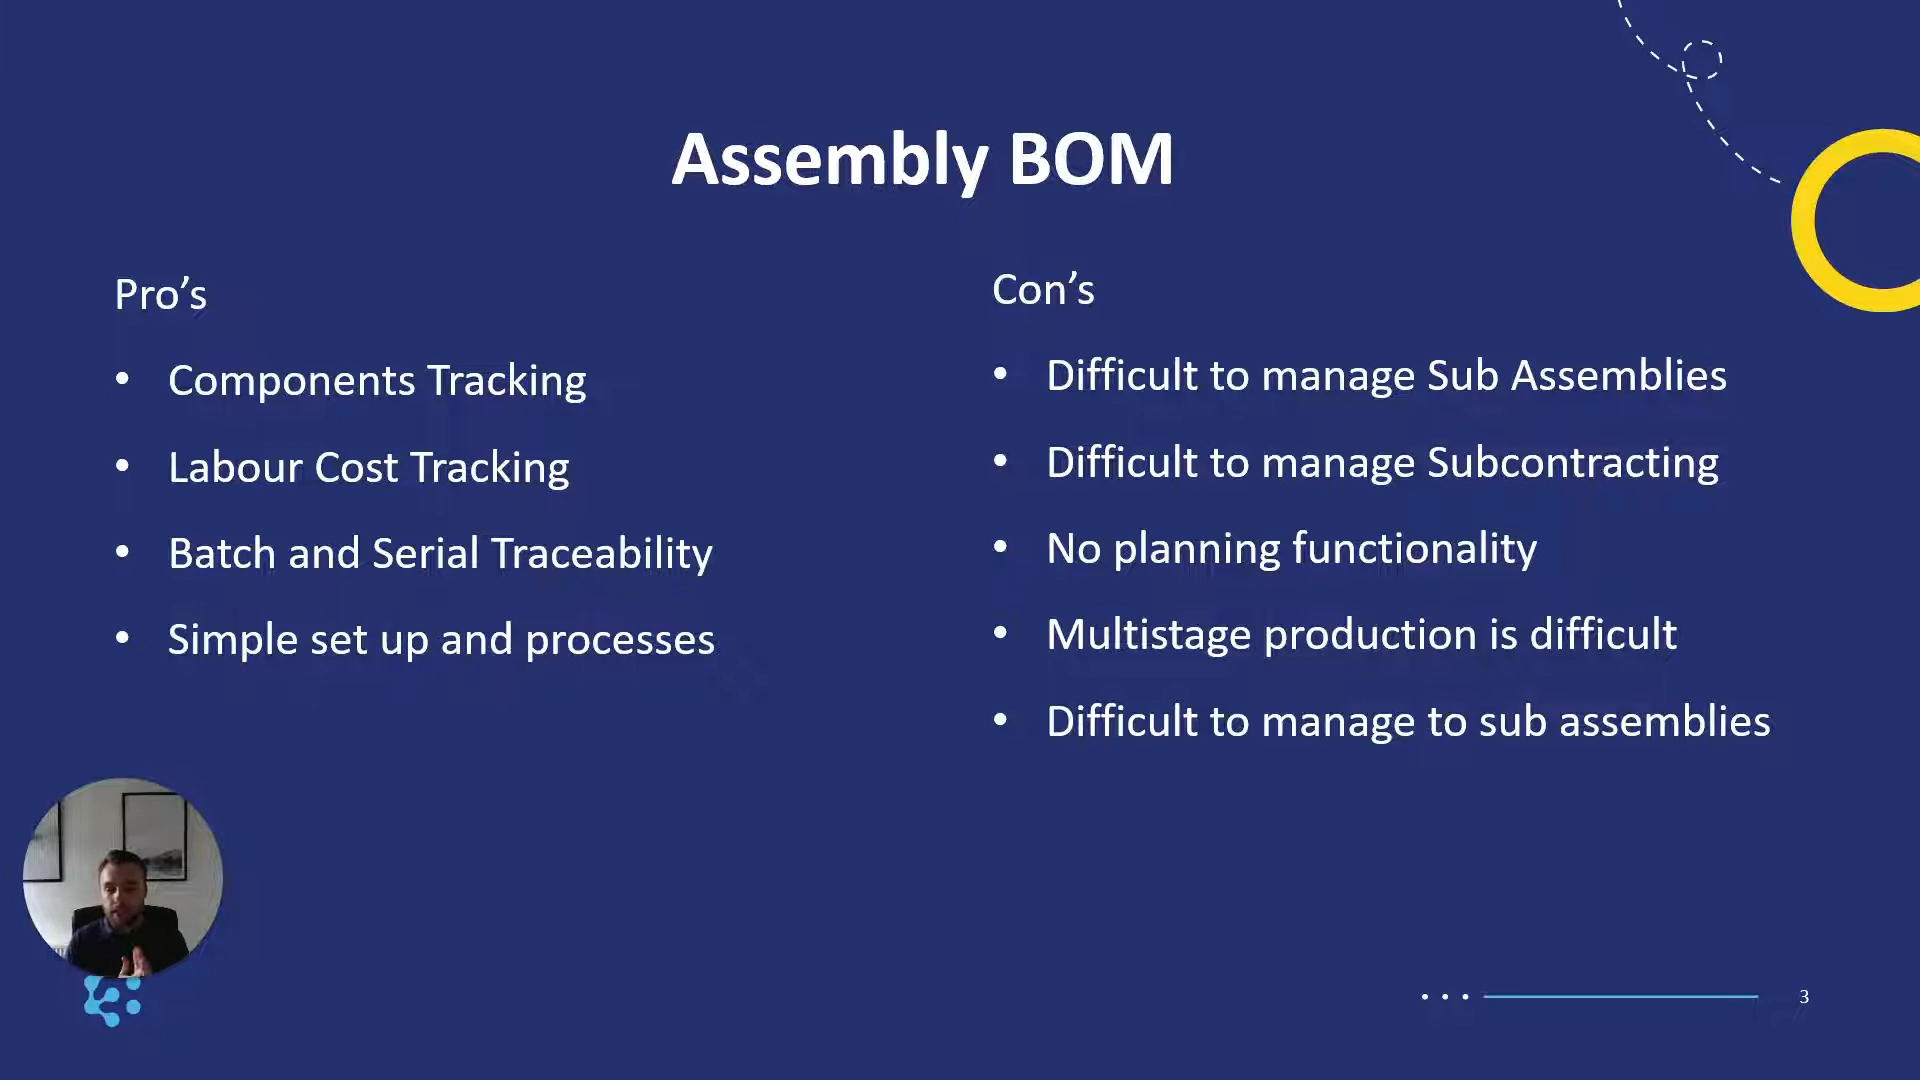 Assembly BOM
Pro’s
• Components Tracking
• Labour Cost Tracking
• Batch and Serial Traceability
• Simple set up and processes
Con’s
• Difficult to manage Sub Assemblies
• Difficult to manage Subcontracting
• No planning functionality
• Multistage production is difficult
• Difficult to manage to sub assemblies
3